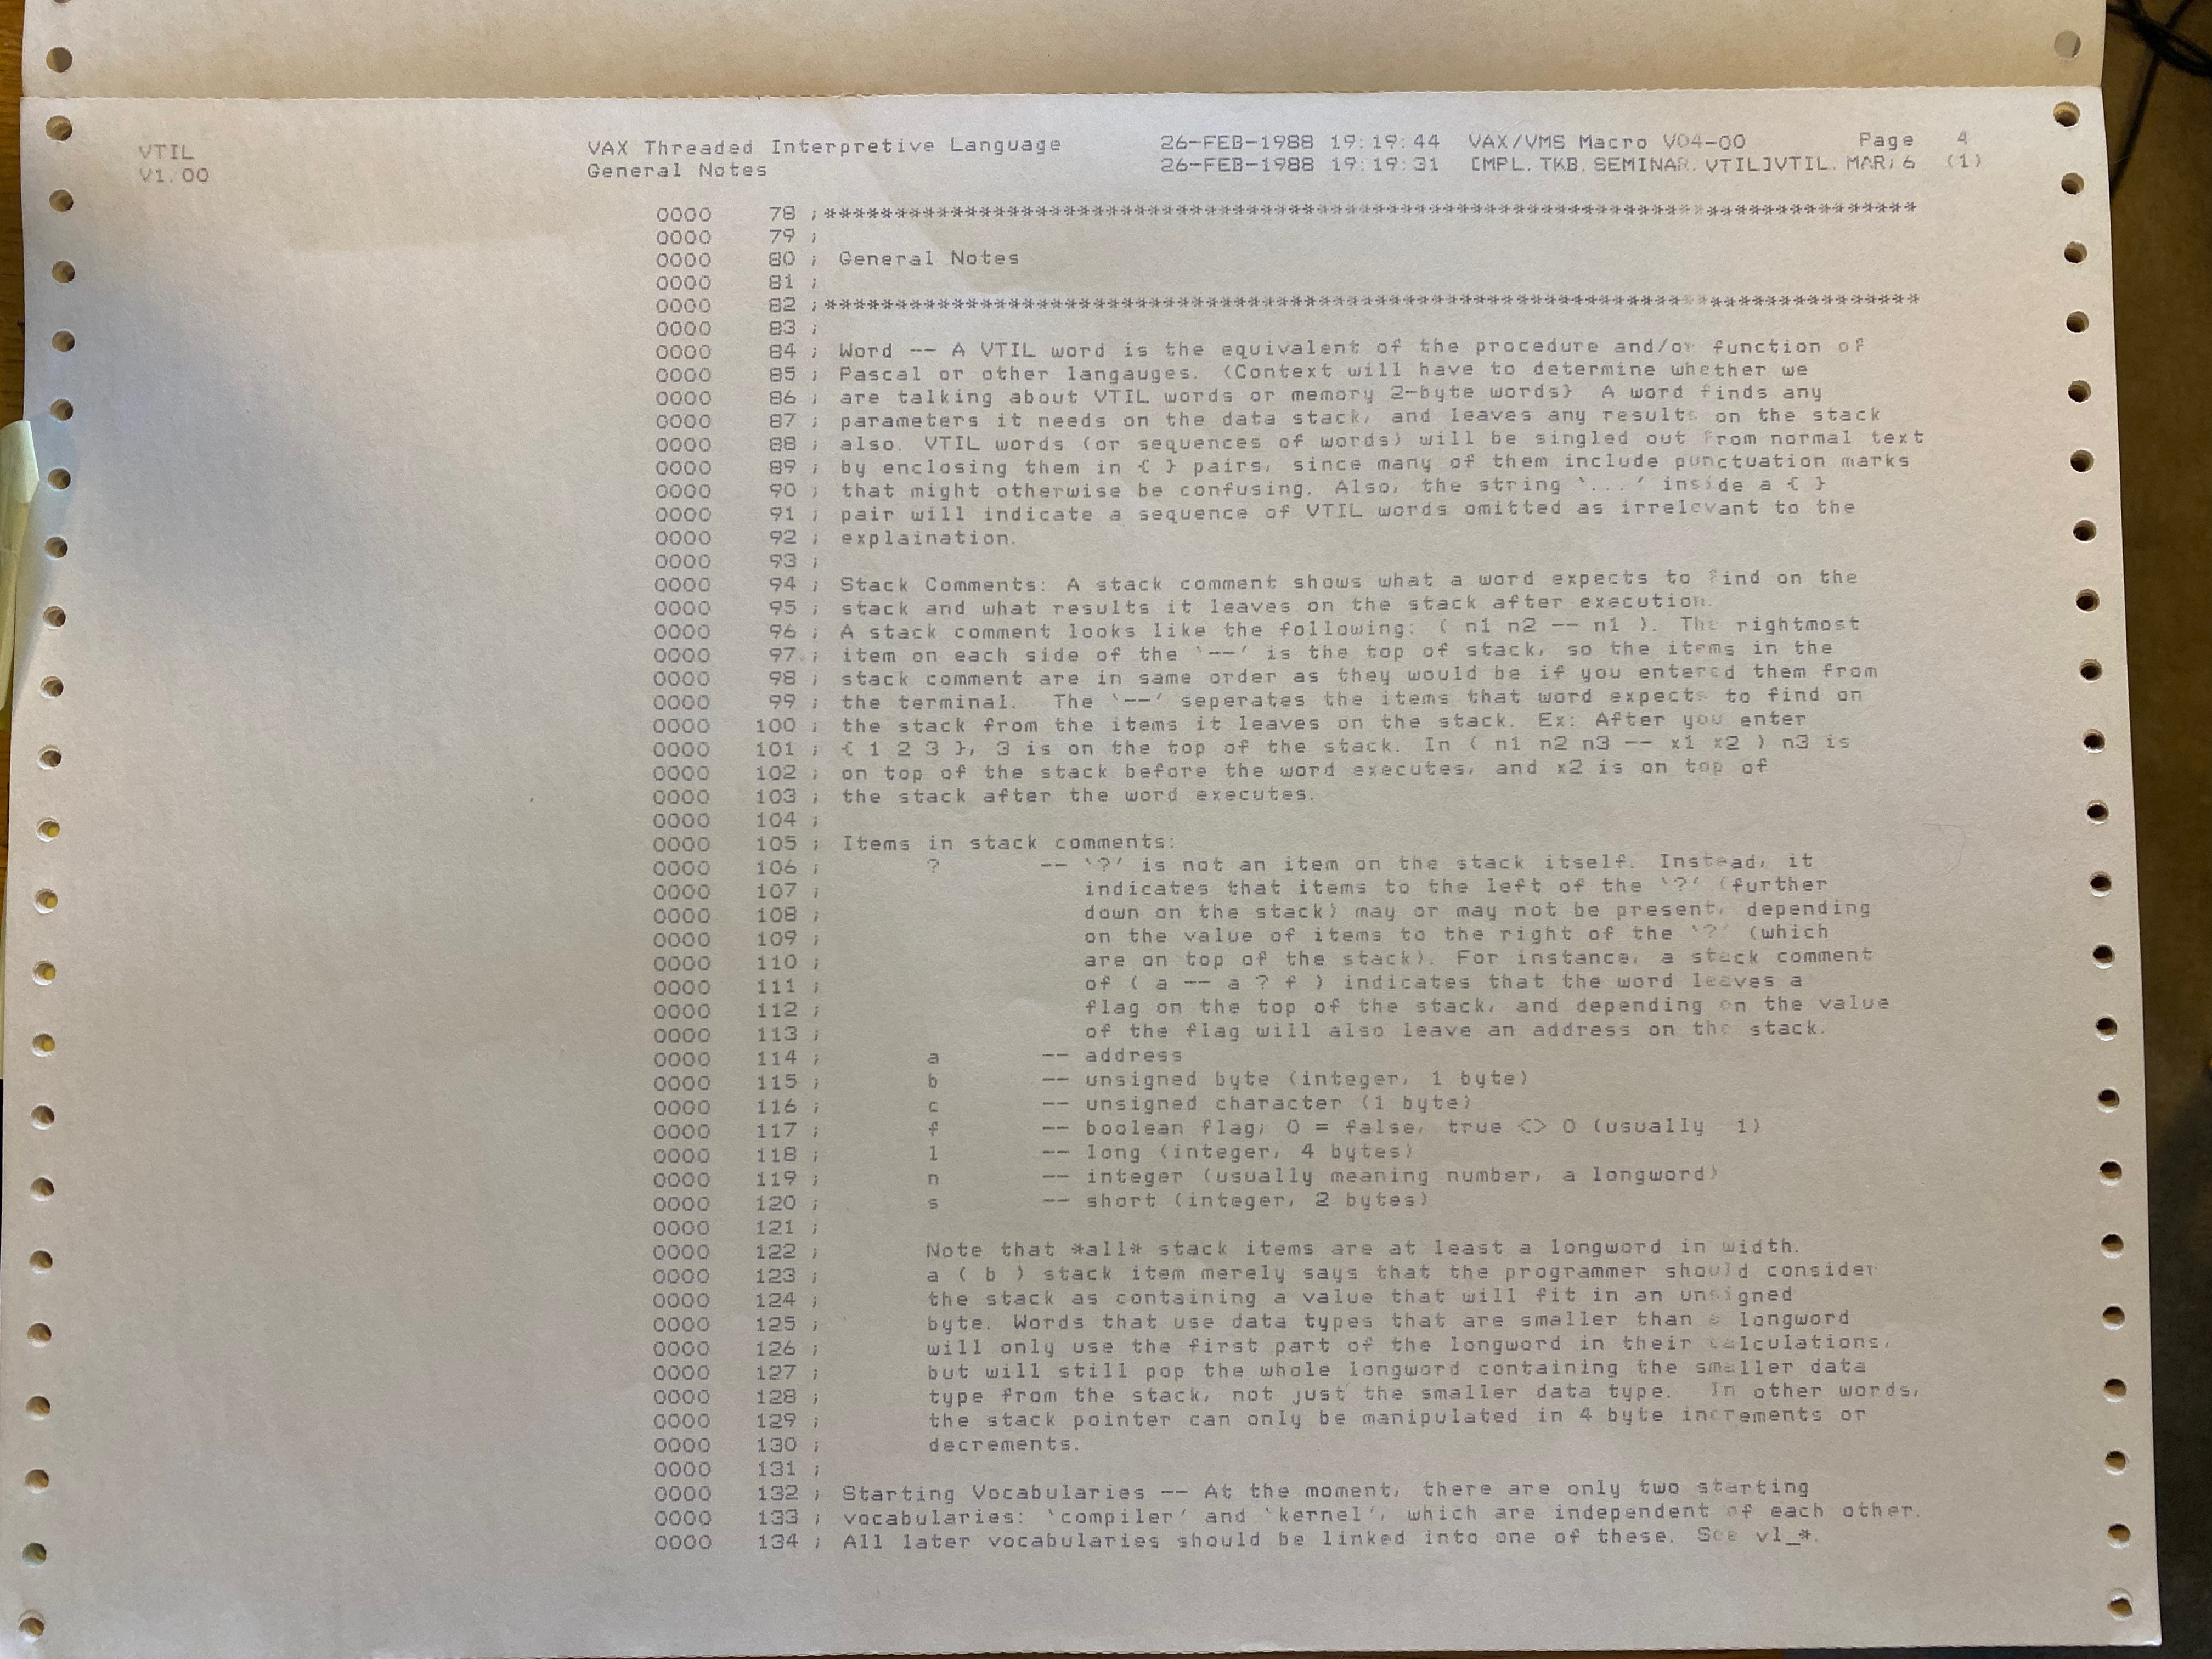 VTIL VAX Threaded Interpretive Language 26-FEB-1988 19:19:44 VAX/VMS Macro V04-00 Page 4
V1.00 General Notes 26-FEB-1988 19:19:31 [MPL.TKB.SEMINAR.VTIL]VTIL.MAR;6 (1)
0000 78 ;****************************************************************************
0000 79 ;
0000 80 ; General Notes
0000 81 ;
0000 82 ;****************************************************************************
0000 83 ;
0000 84 ; Word -- A VTIL word is the equivalent of the procedure and/or function of
0000 85 ; Pascal or other langauges. (Context will have to determine whether we
0000 86 ; are talking about VTIL words or memory 2-byte words) A word finds any
0000 87 ; parameters it needs on the data stack, and leaves any results on the stack
0000 88 ; also. VTIL words (or sequences of words) will be singled out from normal text
0000 89 ; by enclosing them in { } pairs, since many of them include punctuation marks
0000 90 ; that might otherwise be confusing. Also, the string `...' inside a { }
0000 91 ; pair will indicate a sequence of VTIL words omitted as irrelevant to the
0000 92 ; explaination.
0000 93 ;
0000 94 ; Stack Comments: A stack comment shows what a word expects to find on the
0000 95 ; stack and what results it leaves on the stack after execution.
0000 96 ; A stack comment looks like the following: ( n1 n2 -- n1 ). The rightmost
0000 97 ; item on each side of the `--' is the top of stack, so the items in the
0000 98 ; stack comment are in same order as they would be if you entered them from
0000 99 ; the terminal. The `--' seperates the items that word expects to find on
0000 100 ; the stack from the items it leaves on the stack. Ex: After you enter
0000 101 ; { 1 2 3 }, 3 is on the top of the stack. In ( n1 n2 n3 -- x1 x2 ) n3 is
0000 102 ; on top of the stack before the word executes, and x2 is on top of
0000 103 ; the stack after the word executes.
0000 104 ;
0000 105 ; Items in stack comments:
0000 106 ; ? -- `?' is not an item on the stack itself. Instead, it
0000 107 ; indicates that items to the left of the `?' (further
0000 108 ; down on the stack) may or may not be present, depending
0000 109 ; on the value of items to the right of the `?' (which
0000 110 ; are on top of the stack). For instance, a stack comment
0000 111 ; of ( a -- a ? f ) indicates that the word leaves a
0000 112 ; flag on the top of the stack, and depending on the value
0000 113 ; of the flag will also leave an address on the stack.
0000 114 ; a -- address
0000 115 ; b -- unsigned byte (integer, 1 byte)
0000 116 ; c -- unsigned character (1 byte)
0000 117 ; f -- boolean flag; 0 = false, true <> 0 (usually 1)
0000 118 ; l -- long (integer, 4 bytes)
0000 119 ; n -- integer (usually meaning number, a longword)
0000 120 ; s -- short (integer, 2 bytes)
0000 121 ;
0000 122 ; Note that *all* stack items are at least a longword in width.
0000 123 ; a ( b ) stack item merely says that the programmer should consider
0000 124 ; the stack as containing a value that will fit in an unsigned
0000 125 ; byte. Words that use data types that are smaller than a longword
0000 126 ; will only use the first part of the longword in their calculations,
0000 127 ; but will still pop the whole longword containing the smaller data
0000 128 ; type from the stack, not just the smaller data type. In other words,
0000 129 ; the stack pointer can only be manipulated in 4 byte increments or
0000 130 ; decrements.
0000 131 ;
0000 132 ; Starting Vocabularies -- At the moment, there are only two starting
0000 133 ; vocabularies: `compiler' and `kernel', which are independent of each other.
0000 134 ; All later vocabularies should be linked into one of these. See vl_*.